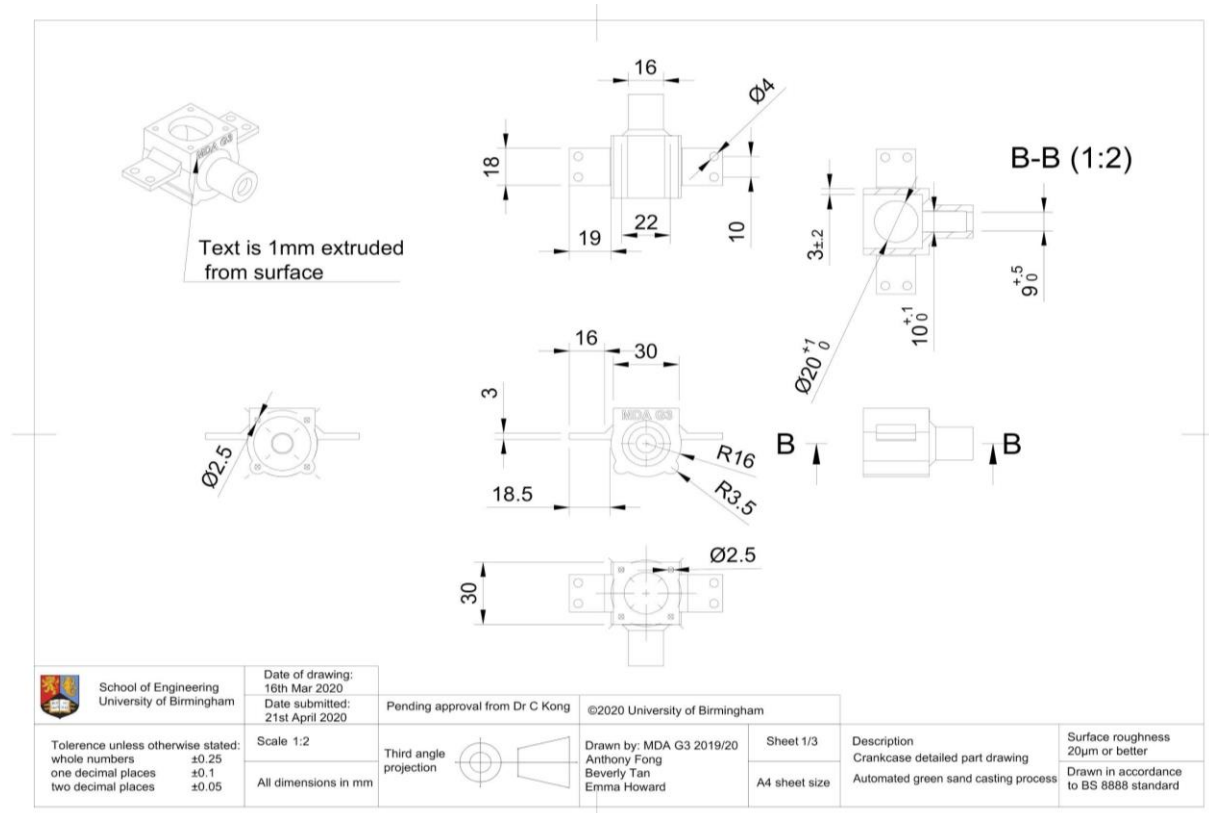 16
Ø4
18
19
22
10
B-B (1:2)
3±.2
Ø20 +1 0
10 +.1 0
9 +.5 0
MDA G3
Text is 1mm extruded
from surface
16
30
3
MDA G3
R16
R3.5
18.5
Ø2.5
B
B
Ø2.5
30
School of Engineering
University of Birmingham
Date of drawing:
16th Mar 2020
Date submitted:
21st April 2020
Pending approval from Dr C Kong
©2020 University of Birmingham
Tolerence unless otherwise stated:
whole numbers ±0.25
one decimal places ±0.1
two decimal places ±0.05
Scale 1:2
All dimensions in mm
Third angle
projection
Drawn by: MDA G3 2019/20
Anthony Fong
Beverly Tan
Emma Howard
Sheet 1/3
A4 sheet size
Description
Crankcase detailed part drawing
Automated green sand casting process
Surface roughness
20µm or better
Drawn in accordance
to BS 8888 standard